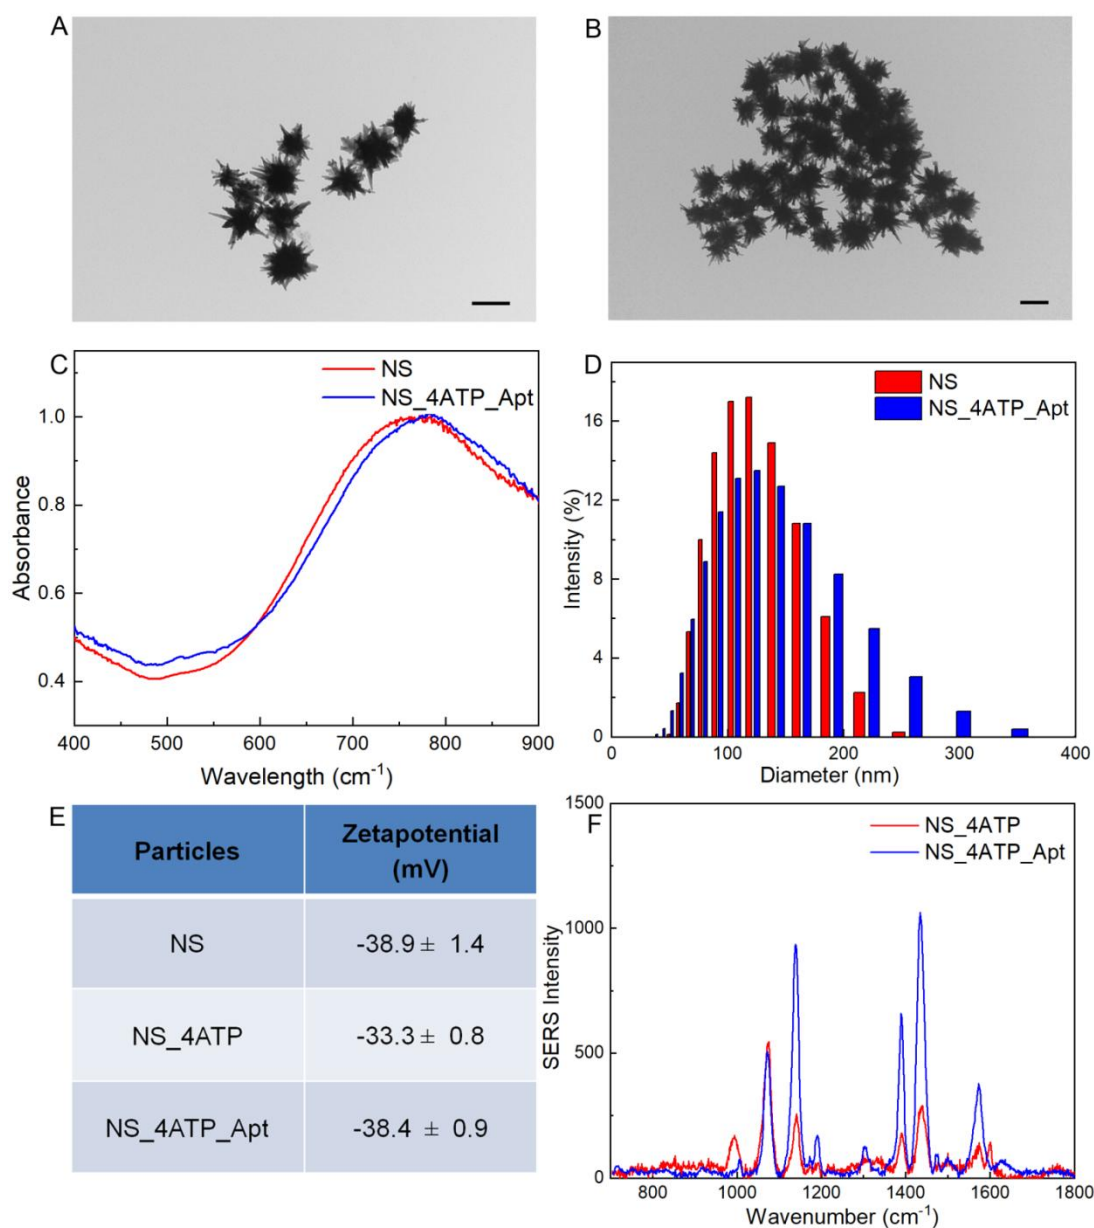 A
B
C
NS
NS_4ATP_Apt
1.0
0.8
0.6
0.4
Absorbance
400 500 600 700 800 900
Wavelength (cm⁻¹)
D
NS
NS_4ATP_Apt
16
12
8
4
0
Intensity (%)
0 100 200 300 400
Diameter (nm)
E
Particles
Zetapotential
(mV)
NS
-38.9 ± 1.4
NS_4ATP
-33.3 ± 0.8
NS_4ATP_Apt
-38.4 ± 0.9
F
NS_4ATP
NS_4ATP_Apt
1500
1000
500
0
SERS Intensity
800 1000 1200 1400 1600 1800
Wavenumber (cm⁻¹)